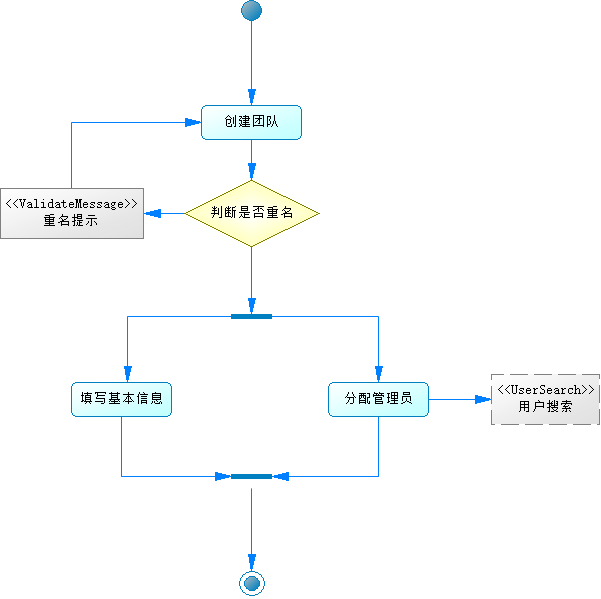 创建团队
<<ValidateMessage>>
重名提示
判断是否重名
填写基本信息
分配管理员
<<UserSearch>>
用户搜索